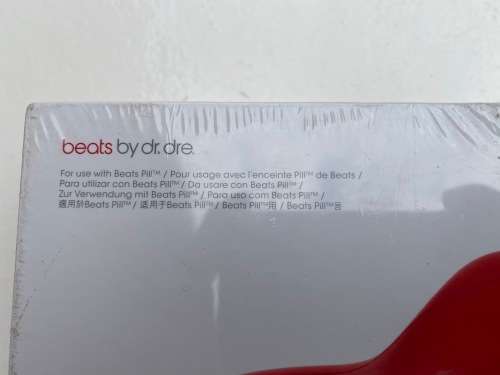 beats by dr. dre.
For use with Beats Pill™ / Pour usage avec l'enceinte Pill™ de Beats /
Para utilizar con Beats Pill™ / Da usare con Beats Pill™ /
Zur Verwendung mit Beats Pill™ / Para uso com Beats Pill™ /
適用於Beats Pill™ / 适用于Beats Pill™ / Beats Pill™用 / Beats Pill™용